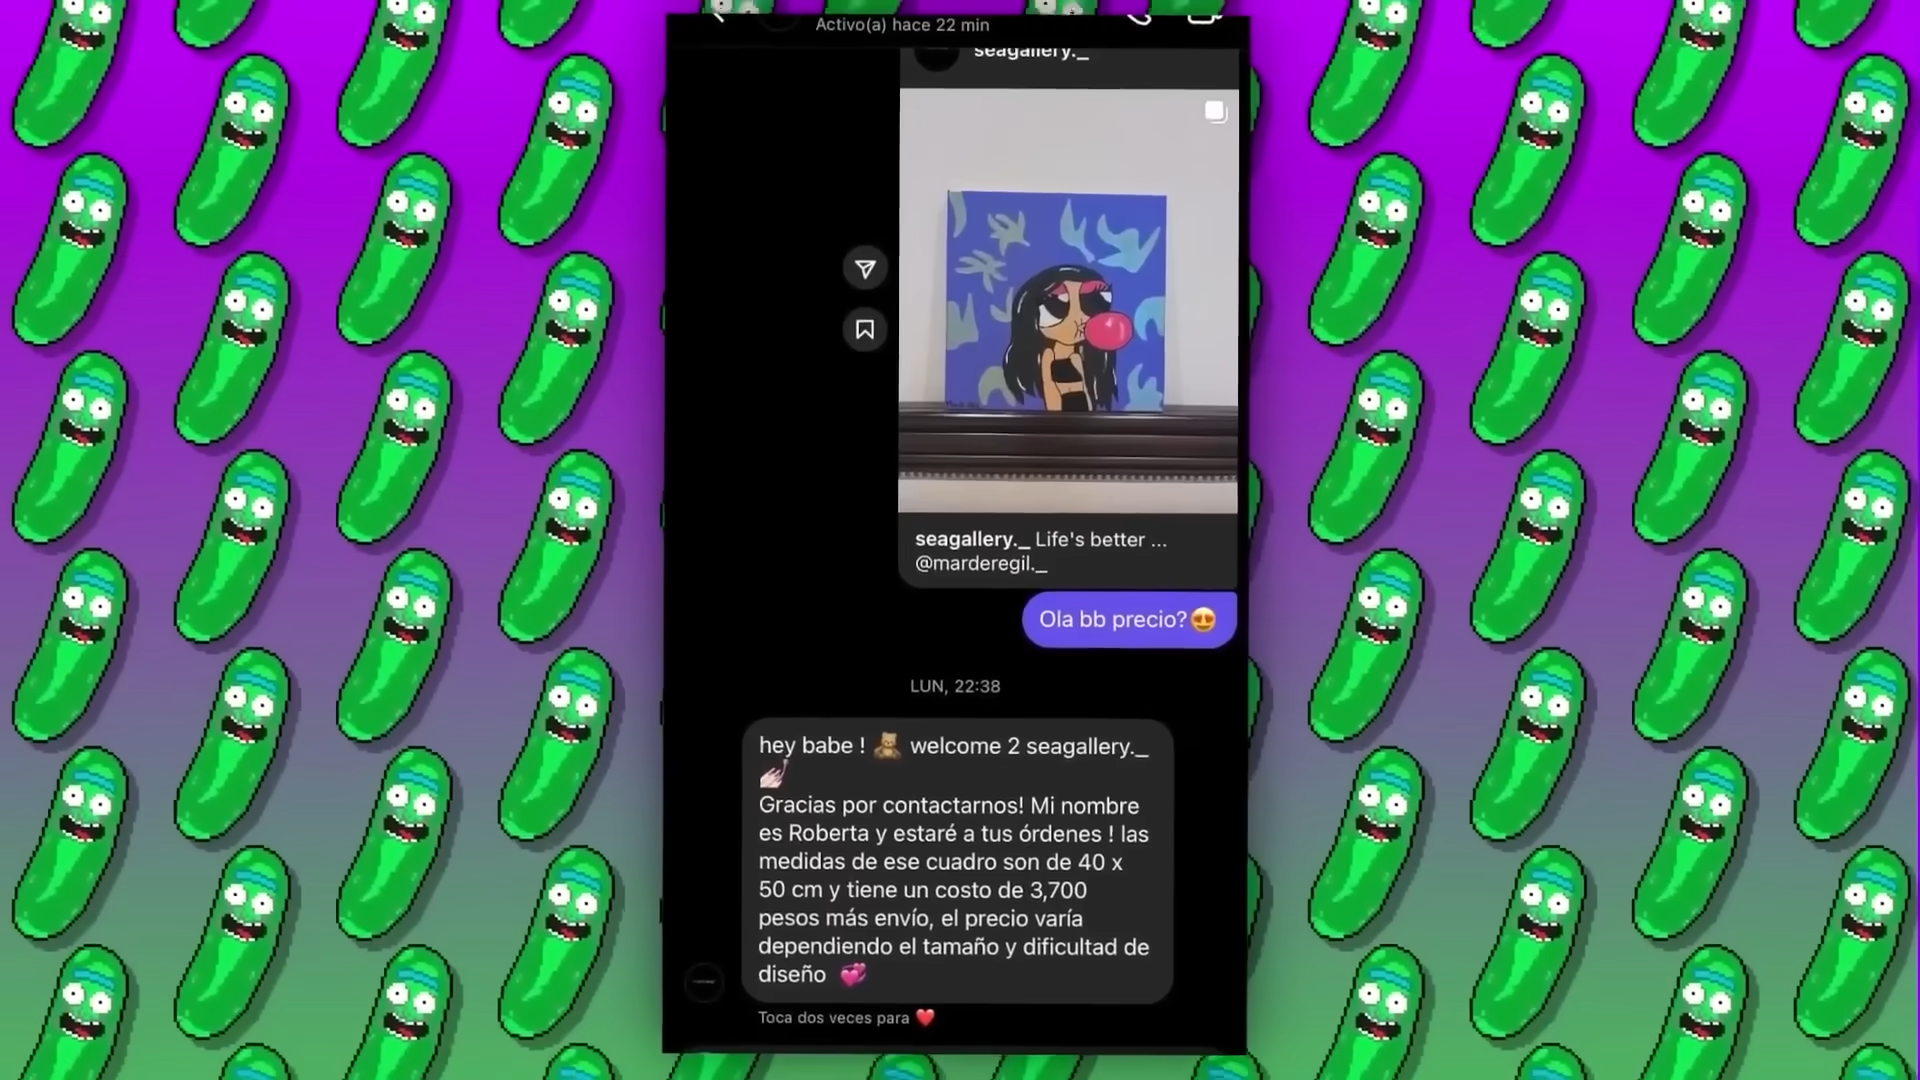 Activo(a) hace 22 min
seagallery._
seagallery._ Life's better ...
@marderegil._
Ola bb precio?😍
LUN, 22:38
hey babe ! 🧸 welcome 2 seagallery._
💅🏻
Gracias por contactarnos! Mi nombre
es Roberta y estaré a tus órdenes ! las
medidas de ese cuadro son de 40 x
50 cm y tiene un costo de 3,700
pesos más envío, el precio varía
dependiendo el tamaño y dificultad de
diseño 💞
Toca dos veces para ❤️